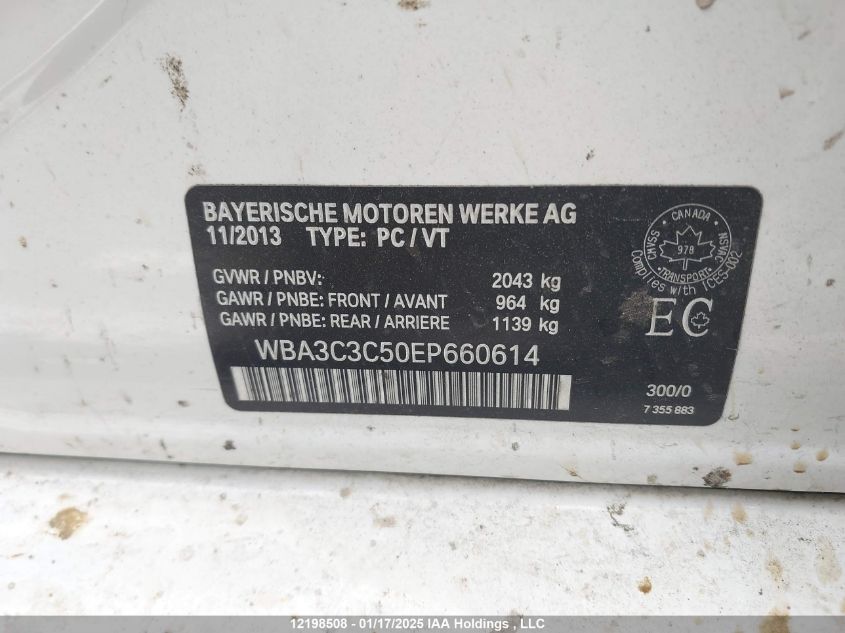 BAYERISCHE MOTOREN WERKE AG
11/2013 TYPE: PC / VT
GVWR / PNBV: 2043 kg
GAWR / PNBE: FRONT / AVANT 964 kg
GAWR / PNBE: REAR / ARRIERE 1139 kg
WBA3C3C50EP660614
CANADA
CMVSS
NSVAC
978
TRANSPORT
Complies with ICES-002
EC
300/0
7 355 883
12198508 - 01/17/2025 IAA Holdings , LLC